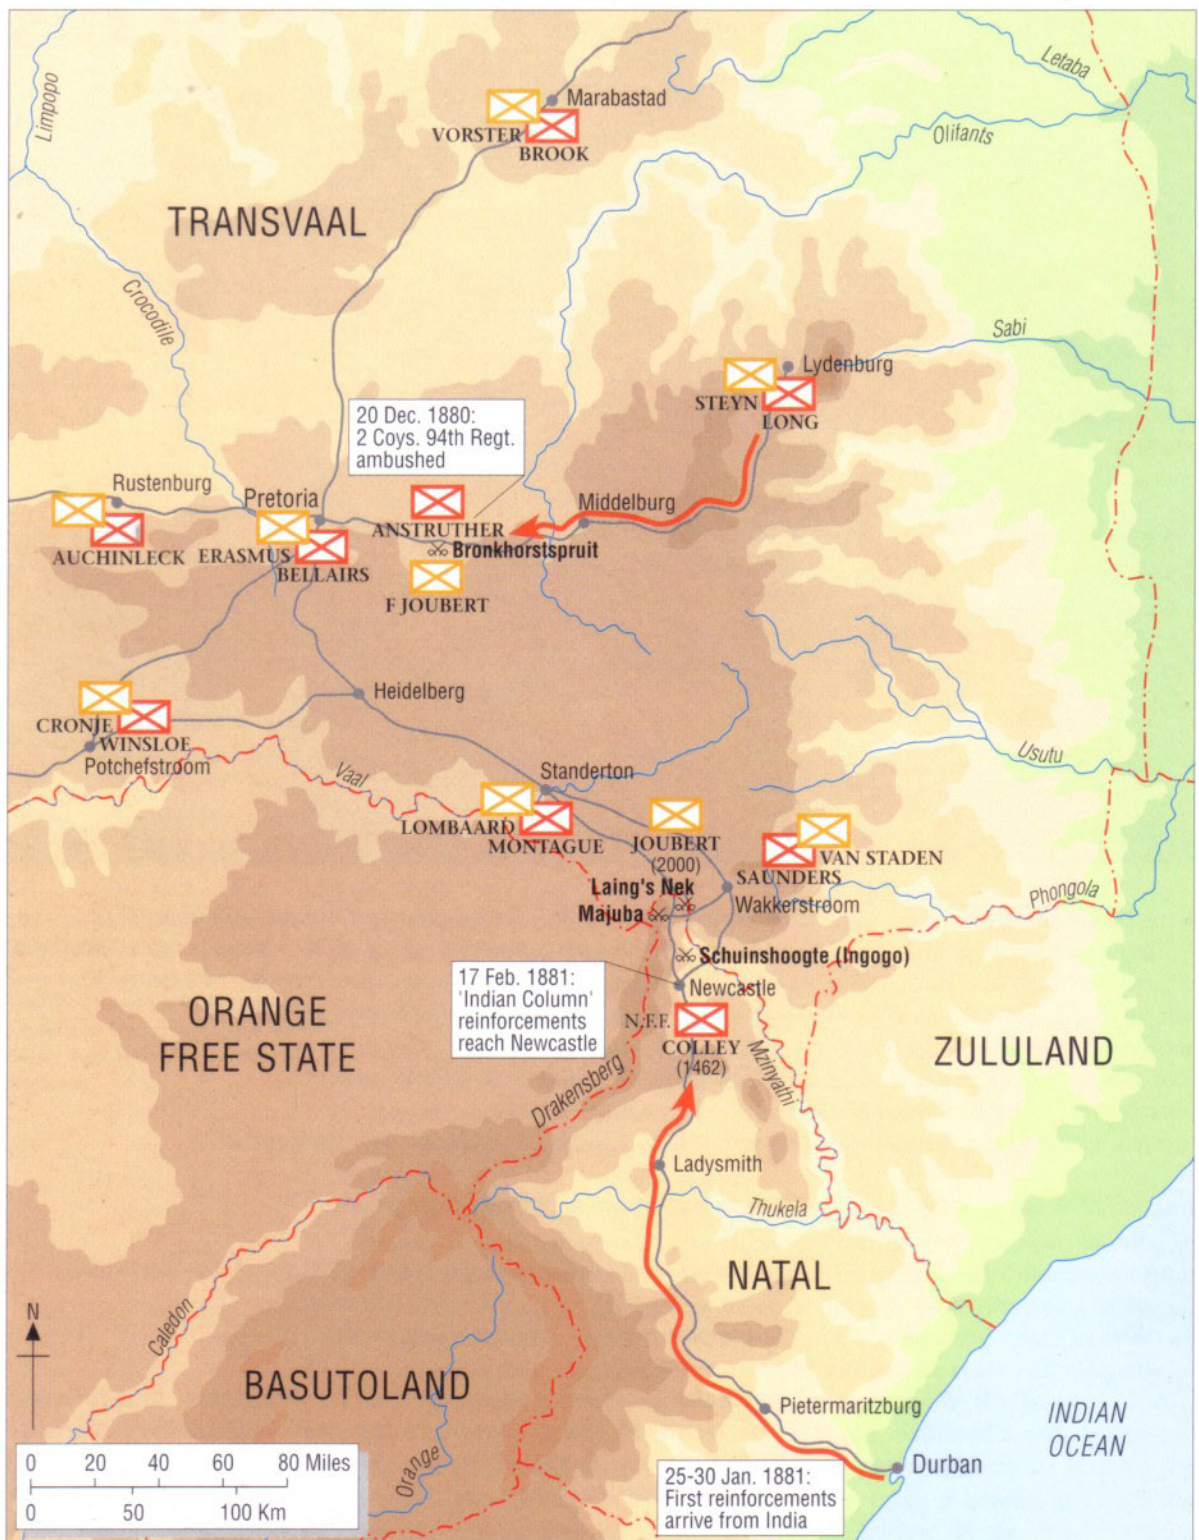 Limpopo
Letaba
Marabastad
VORSTER
BROOK
Olifants
TRANSVAAL
Crocodile
Sabi
Lydenburg
STEYN
LONG
20 Dec. 1880:
2 Coys. 94th Regt.
ambushed
Rustenburg
Pretoria
Middelburg
AUCHINLECK
ERASMUS
BELLAIRS
ANSTRUTHER
Bronkhorstspruit
F JOUBERT
Heidelberg
CRONJE
WINSLOE
Potchefstroom
Vaal
Standerton
Usutu
LOMBAARD
MONTAGUE
JOUBERT
(2000)
VAN STADEN
SAUNDERS
Laing's Nek
Majuba
Wakkerstroom
Phongola
Schuinshoogte (Ingogo)
17 Feb. 1881:
'Indian Column'
reinforcements
reach Newcastle
Newcastle
N.F.F.
COLLEY
(1462)
ORANGE
FREE STATE
Mzinyathi
ZULULAND
Drakensberg
Ladysmith
Thukela
NATAL
Caledon
N
BASUTOLAND
Pietermaritzburg
INDIAN
OCEAN
Orange
Durban
0 20 40 60 80 Miles
0 50 100 Km
25-30 Jan. 1881:
First reinforcements
arrive from India